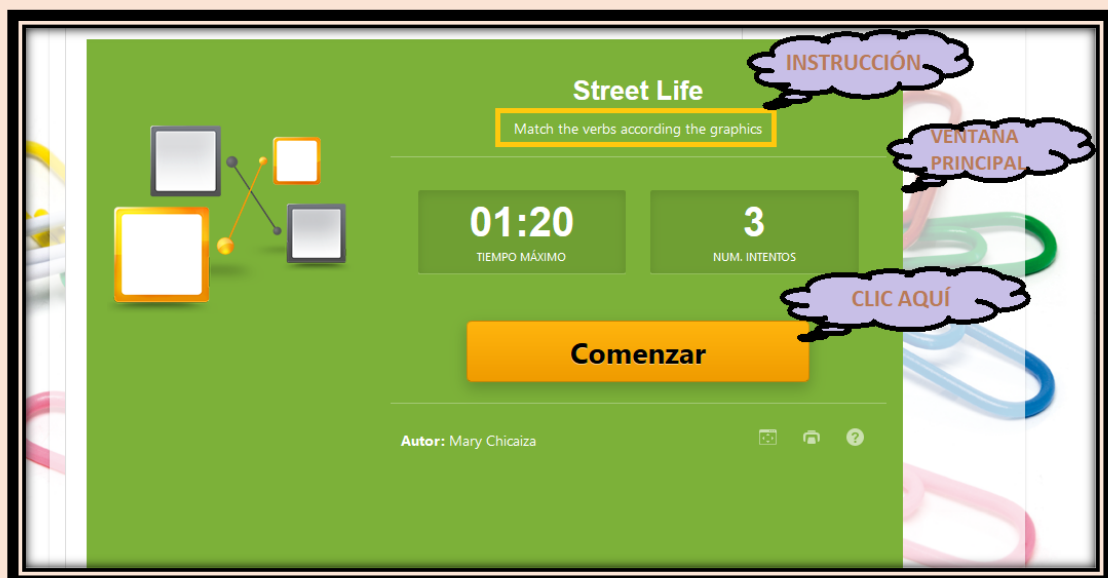 INSTRUCCIÓN
Street Life
Match the verbs according the graphics
VENTANA
PRINCIPAL
01:20
TIEMPO MÁXIMO
3
NUM. INTENTOS
CLIC AQUÍ
Comenzar
Autor: Mary Chicaiza
?